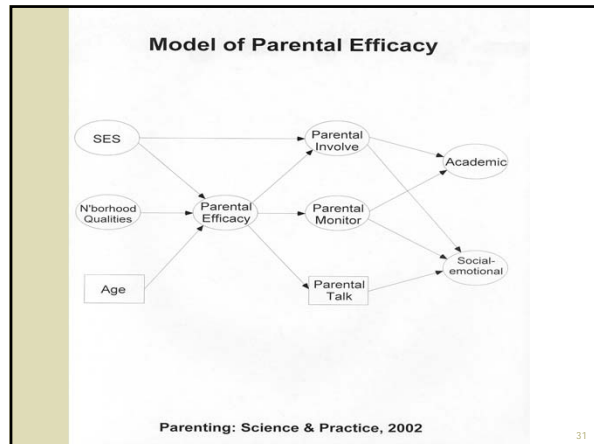 Model of Parental Efficacy
SES
Parental
Involve
Academic
N'borhood
Qualities
Parental
Efficacy
Parental
Monitor
Social-
emotional
Age
Parental
Talk
Parenting: Science & Practice, 2002
31